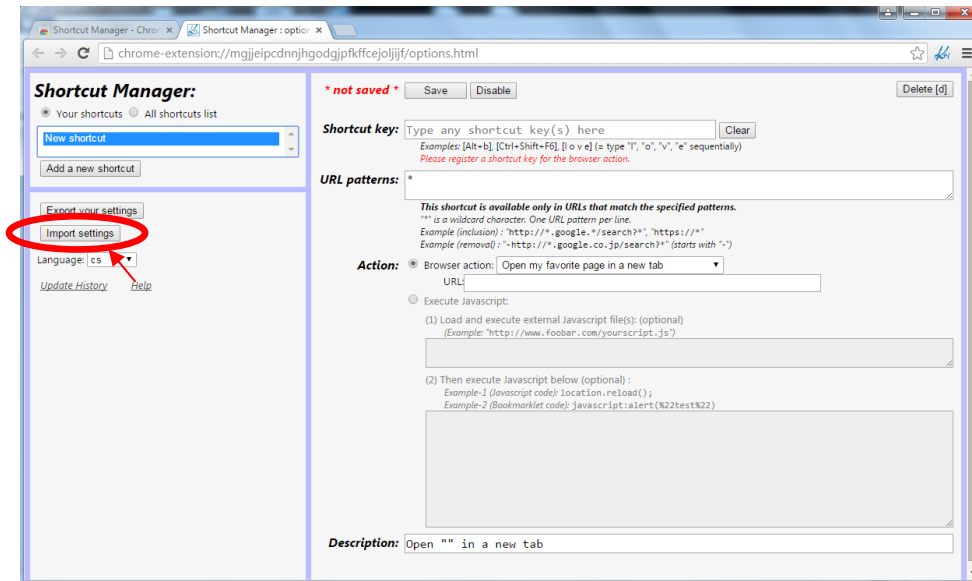 Shortcut Manager - Chror
Shortcut Manager : optior
chrome-extension://mgjjeipcdnnjhgodgjpfkffcejoljijf/options.html
Shortcut Manager:
Your shortcuts All shortcuts list
New shortcut
Add a new shortcut
Export your settings
Import settings
Language: cs
Update History Help
* not saved * Save Disable Delete [d]
Shortcut key: Type any shortcut key(s) here Clear
Examples: [Alt+b], [Ctrl+Shift+F6], [l o v e] (= type "l", "o", "v", "e" sequentially)
Please register a shortcut key for the browser action.
URL patterns: *
This shortcut is available only in URLs that match the specified patterns.
"*" is a wildcard character. One URL pattern per line.
Example (inclusion) : "http://*.google.*/search?*", "https://*"
Example (removal) : "-http://*.google.co.jp/search?*" (starts with "-")
Action: Browser action: Open my favorite page in a new tab
URL:
Execute Javascript:
(1) Load and execute external Javascript file(s): (optional)
(Example: "http://www.foobar.com/yourscript.js")
(2) Then execute Javascript below (optional) :
Example-1 (Javascript code): location.reload();
Example-2 (Bookmarklet code): javascript:alert(%22test%22)
Description: Open "" in a new tab